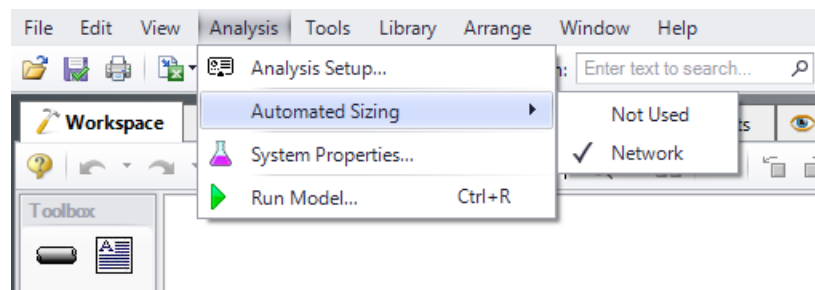 File Edit View Analysis Tools Library Arrange Window Help
Analysis Setup...
Enter text to search...
Workspace
Automated Sizing
Not Used
System Properties...
Network
Run Model... Ctrl+R
Toolbox